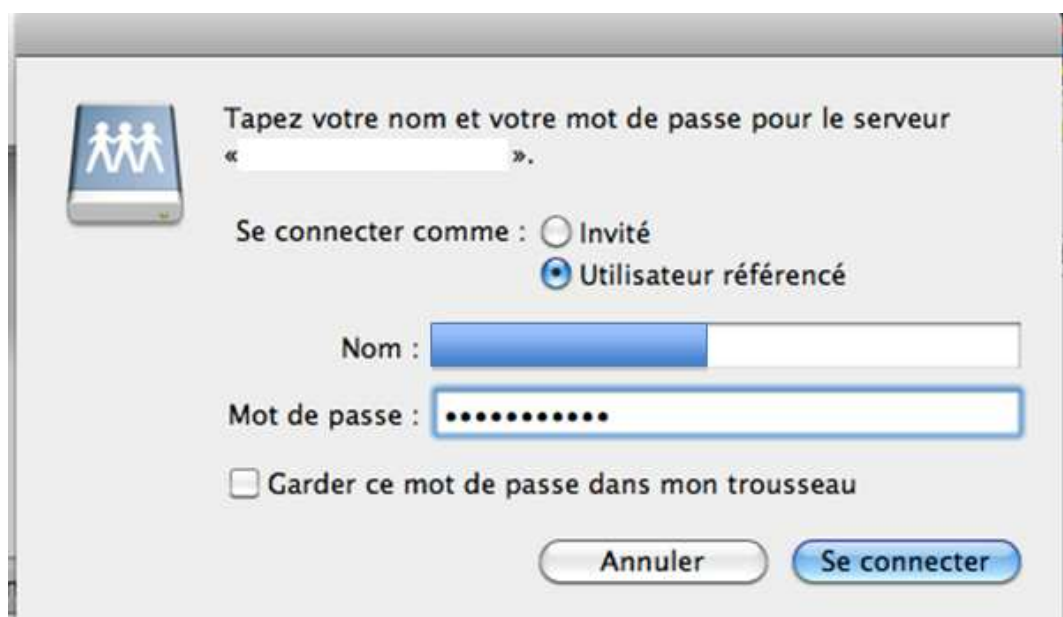 Tapez votre nom et votre mot de passe pour le serveur
« ».
Se connecter comme : Invité
Utilisateur référencé
Nom :
Mot de passe : •••••••••••
Garder ce mot de passe dans mon trousseau
Annuler Se connecter